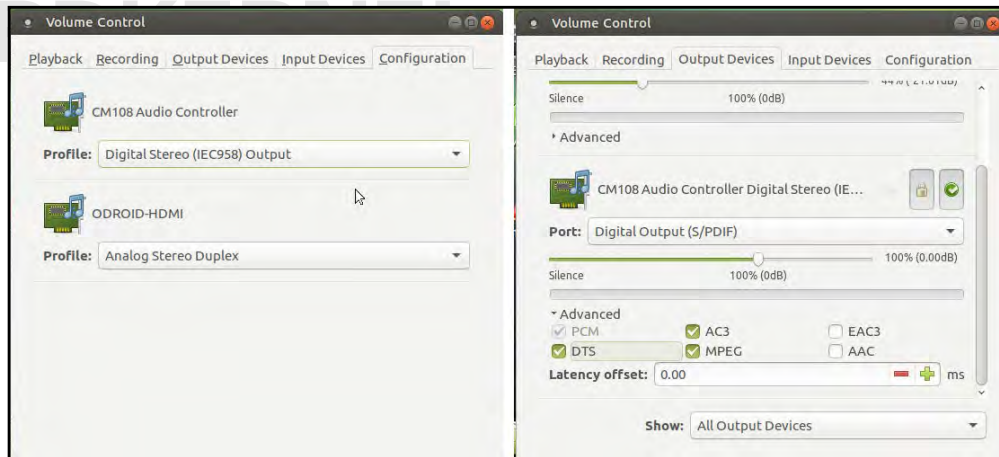 Volume Control
Playback Recording Output Devices Input Devices Configuration
CM108 Audio Controller
Profile: Digital Stereo (IEC958) Output
ODROID-HDMI
Profile: Analog Stereo Duplex
Volume Control
Playback Recording Output Devices Input Devices Configuration
Silence 100% (0dB)
Advanced
CM108 Audio Controller Digital Stereo (IE...
Port: Digital Output (S/PDIF)
100% (0.00dB)
Silence 100% (0dB)
Advanced
PCM AC3 EAC3
DTS MPEG AAC
Latency offset: 0.00 ms
Show: All Output Devices